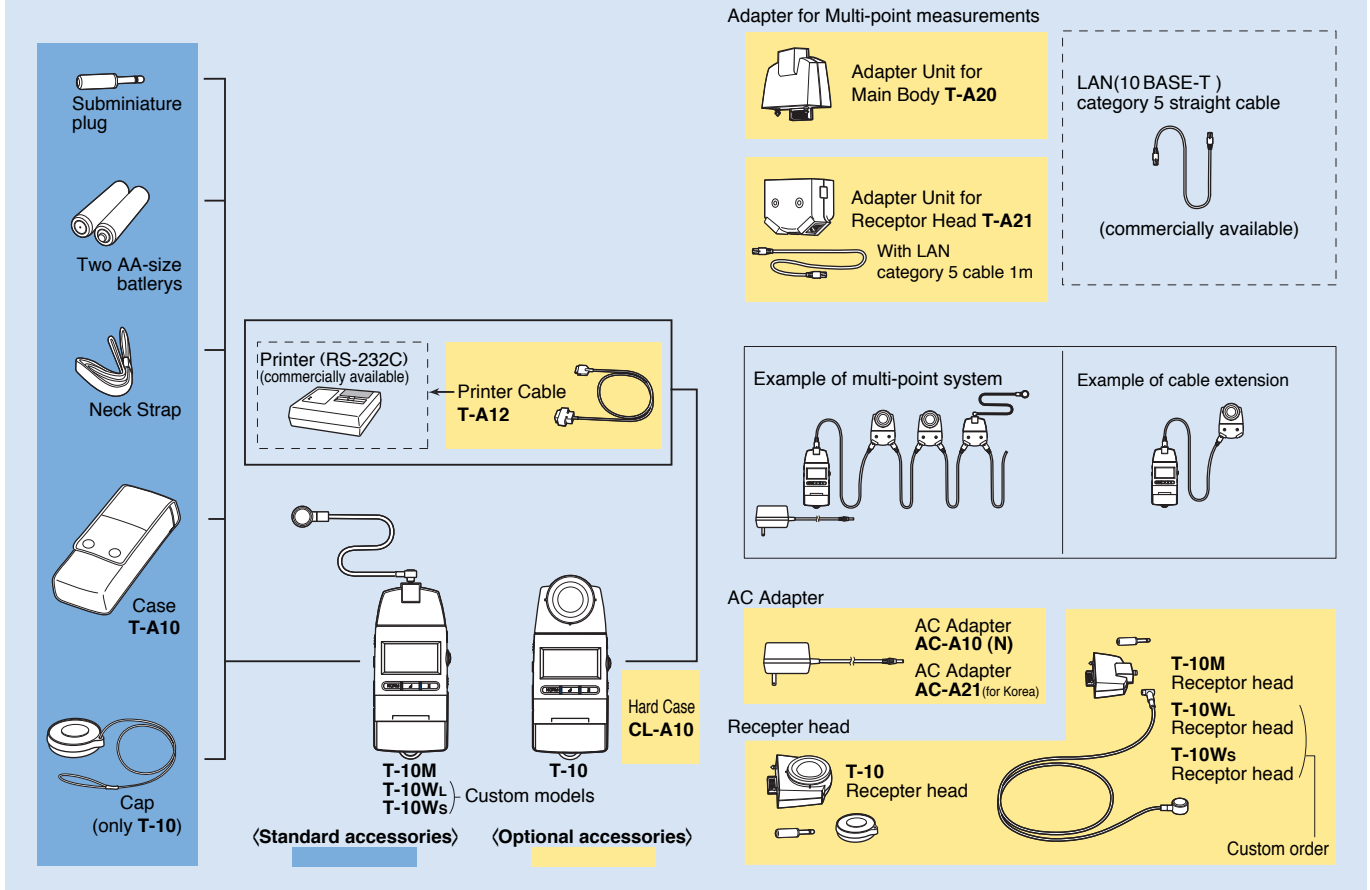 Subminiature
plug
Two AA-size
batlerys
Neck Strap
Case
T-A10
Cap
(only T-10)
Printer (RS-232C)
(commercially available)
Printer Cable
T-A12
T-10M
T-10WL
T-10WS
Custom models
T-10
Hard Case
CL-A10
〈Standard accessories〉
〈Optional accessories〉
Adapter for Multi-point measurements
Adapter Unit for
Main Body T-A20
Adapter Unit for
Receptor Head T-A21
With LAN
category 5 cable 1m
LAN(10 BASE-T )
category 5 straight cable
(commercially available)
Example of multi-point system
Example of cable extension
AC Adapter
AC Adapter
AC-A10 (N)
AC Adapter
AC-A21 (for Korea)
Recepter head
T-10
Recepter head
T-10M
Receptor head
T-10WL
Receptor head
T-10WS
Receptor head
Custom order